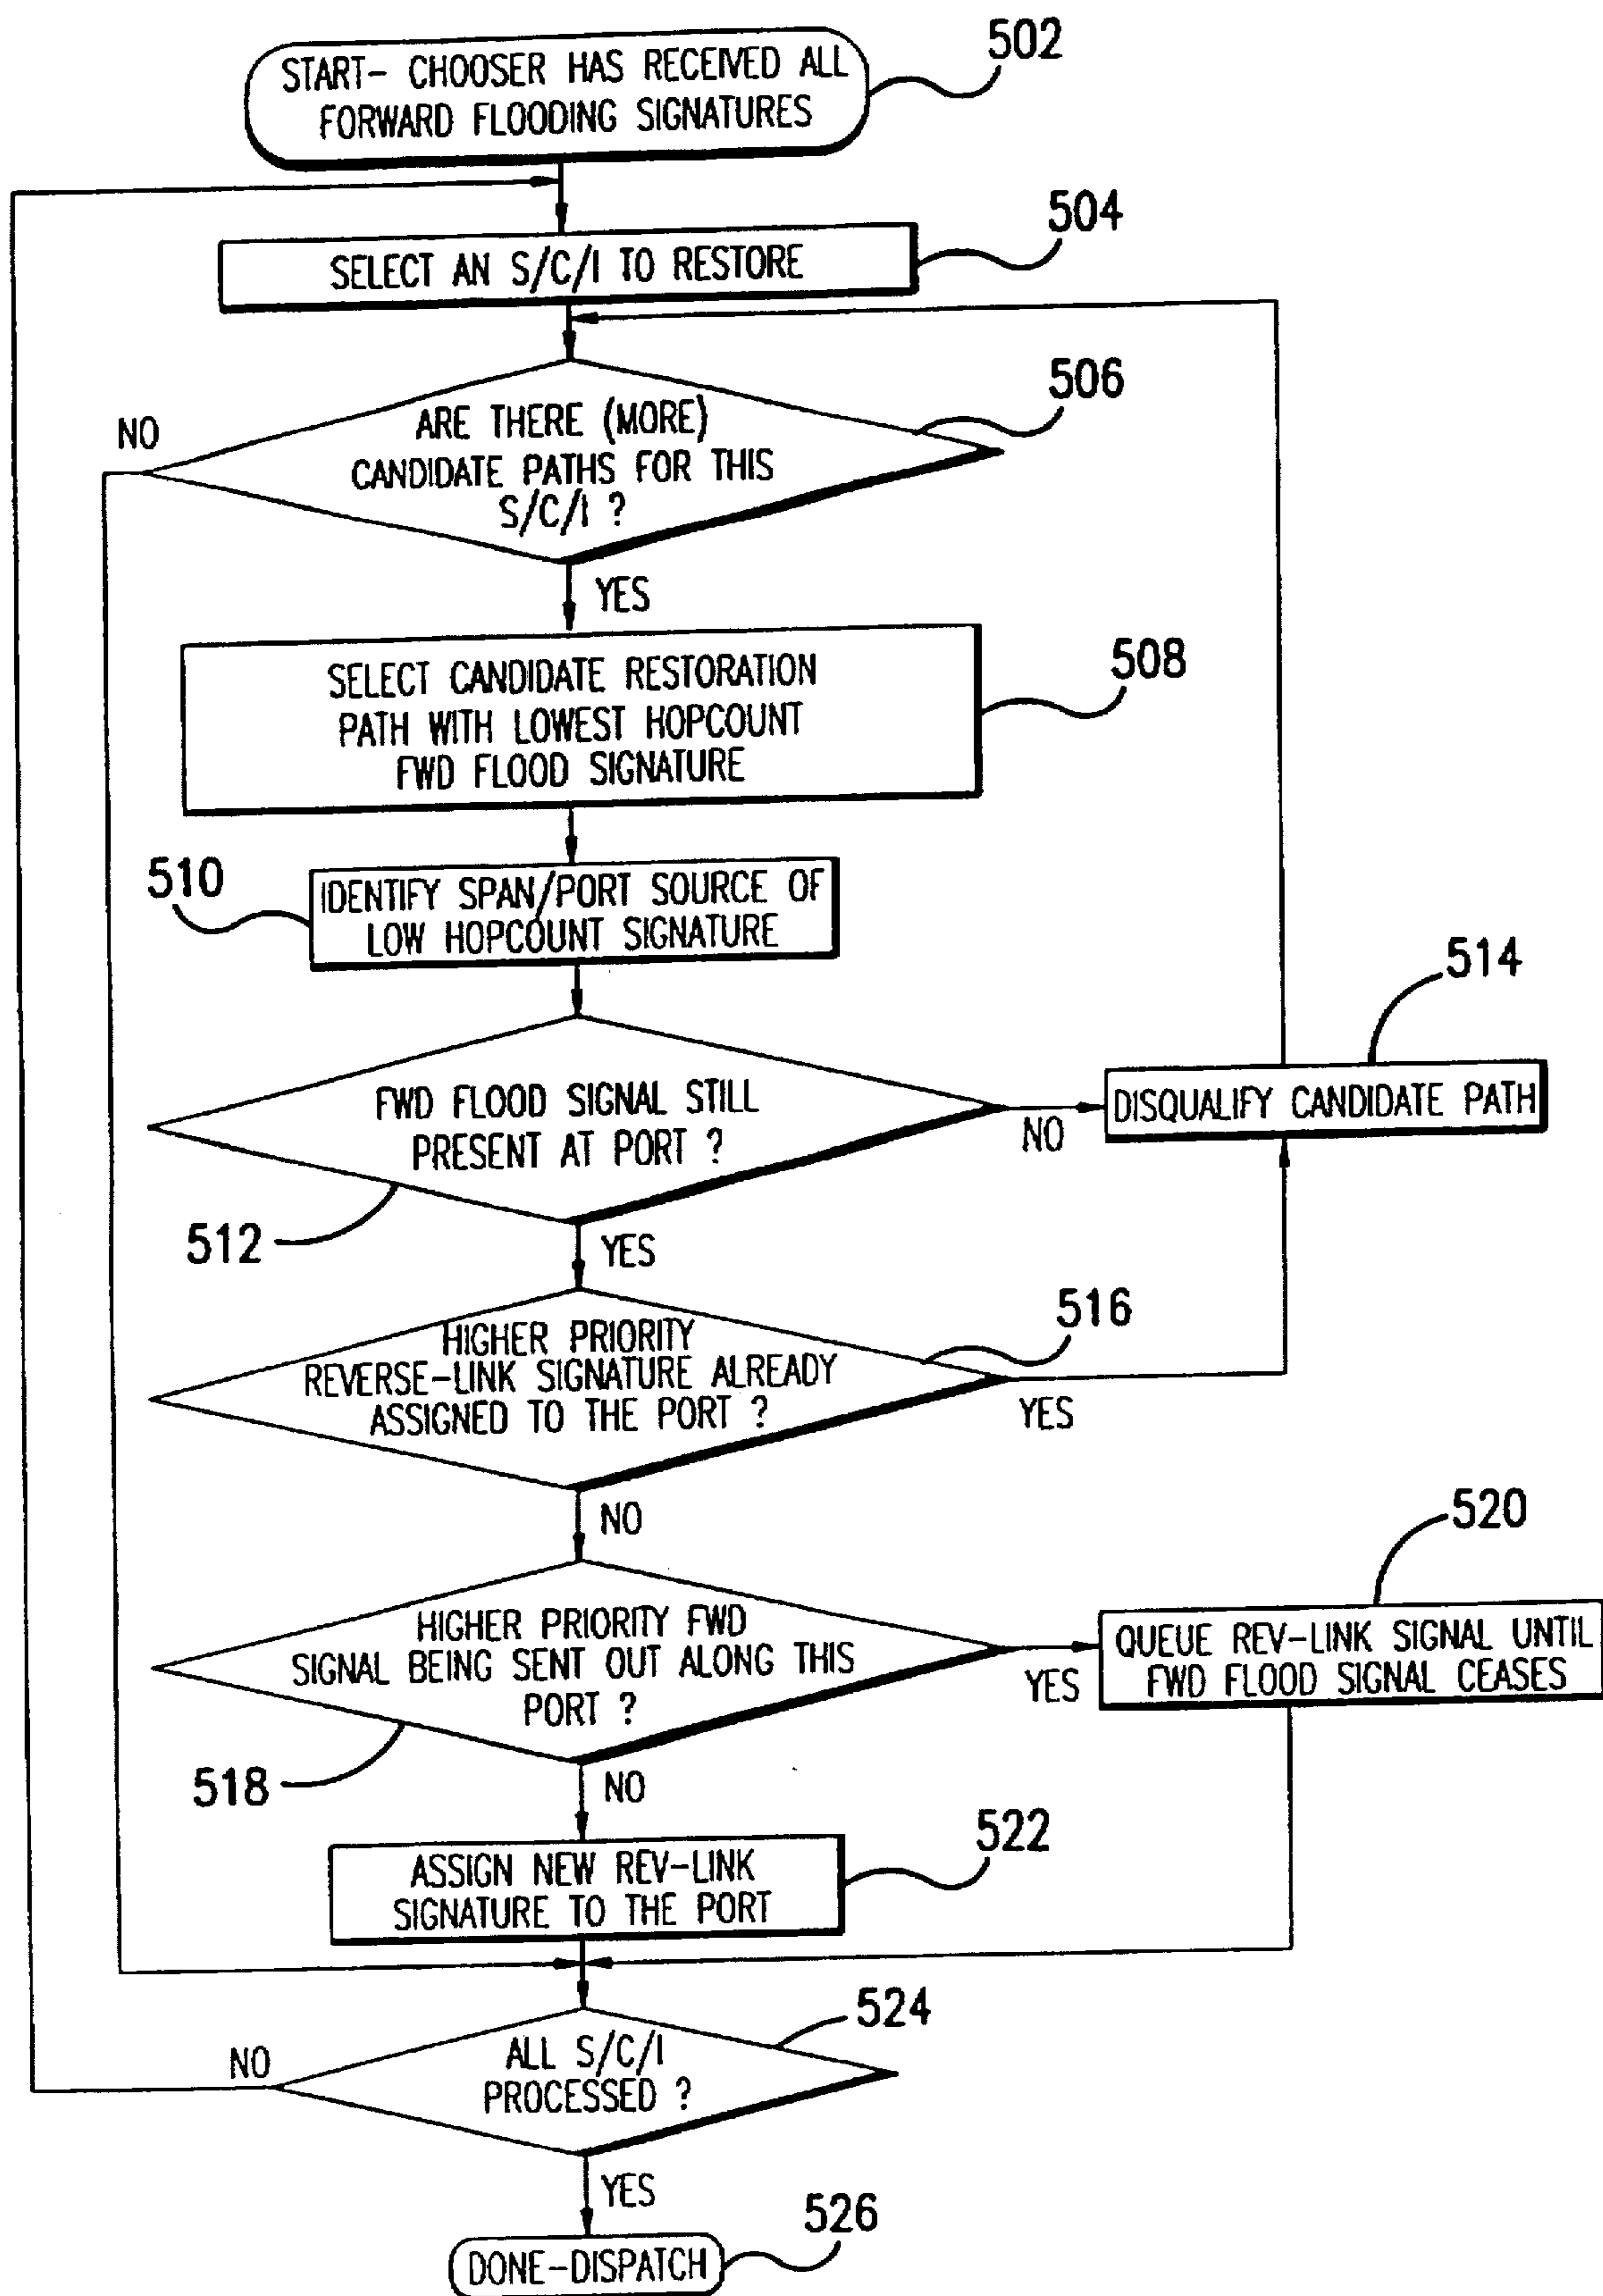 START- CHOOSER HAS RECEIVED ALL
FORWARD FLOODING SIGNATURES
502
SELECT AN S/C/I TO RESTORE
504
ARE THERE (MORE)
CANDIDATE PATHS FOR THIS
S/C/I ?
506
NO
YES
SELECT CANDIDATE RESTORATION
PATH WITH LOWEST HOPCOUNT
FWD FLOOD SIGNATURE
508
510
IDENTIFY SPAN/PORT SOURCE OF
LOW HOPCOUNT SIGNATURE
FWD FLOOD SIGNAL STILL
PRESENT AT PORT ?
512
NO
DISQUALIFY CANDIDATE PATH
514
YES
HIGHER PRIORITY
REVERSE-LINK SIGNATURE ALREADY
ASSIGNED TO THE PORT ?
516
YES
NO
HIGHER PRIORITY FWD
SIGNAL BEING SENT OUT ALONG THIS
PORT ?
518
YES
QUEUE REV-LINK SIGNAL UNTIL
FWD FLOOD SIGNAL CEASES
520
NO
ASSIGN NEW REV-LINK
SIGNATURE TO THE PORT
522
ALL S/C/I
PROCESSED ?
524
NO
YES
DONE-DISPATCH
526